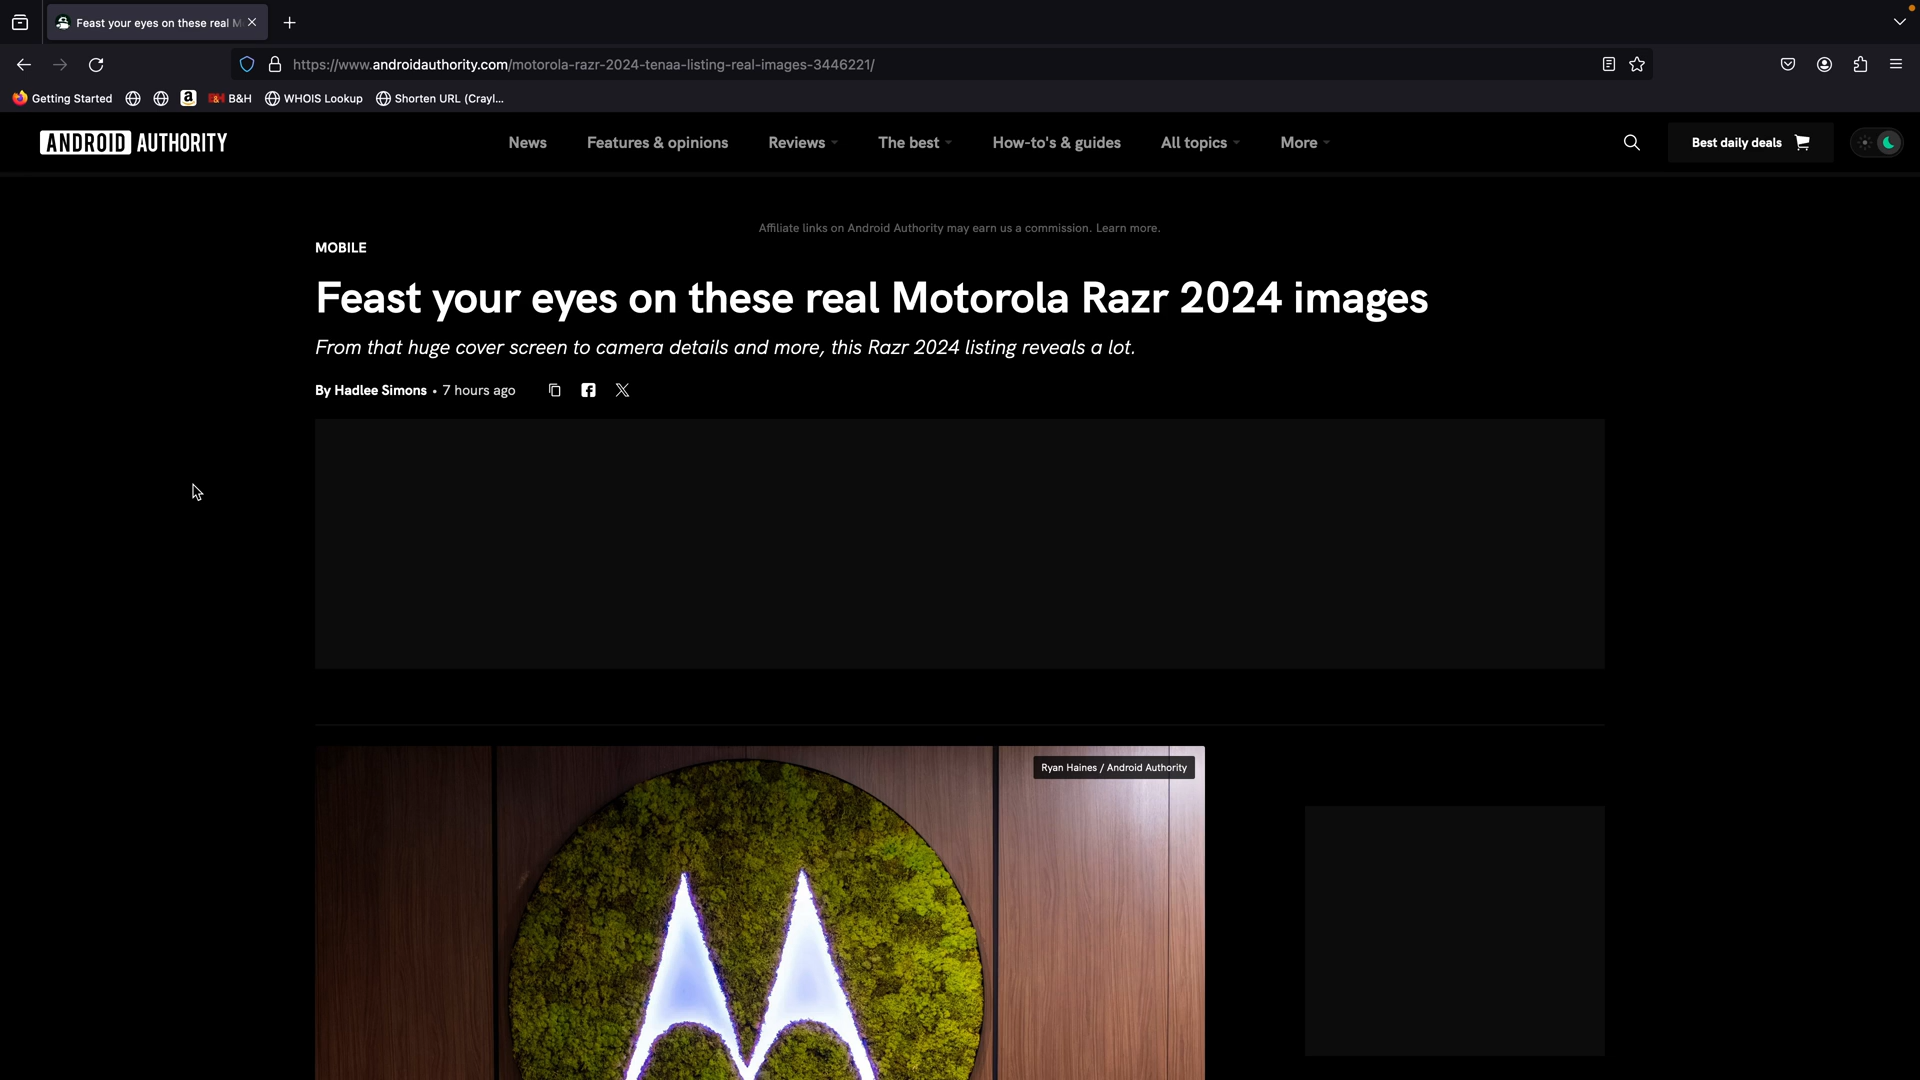 Feast your eyes on these real M
https://www.androidauthority.com/motorola-razr-2024-tenaa-listing-real-images-3446221/
Getting Started
a
B&H
B&H
WHOIS Lookup
Shorten URL (Crayl...
ANDROID AUTHORITY
News
Features & opinions
Reviews
The best
How-to's & guides
All topics
More
Best daily deals
Affiliate links on Android Authority may earn us a commission. Learn more.
MOBILE
Feast your eyes on these real Motorola Razr 2024 images
From that huge cover screen to camera details and more, this Razr 2024 listing reveals a lot.
By Hadlee Simons • 7 hours ago
Ryan Haines / Android Authority